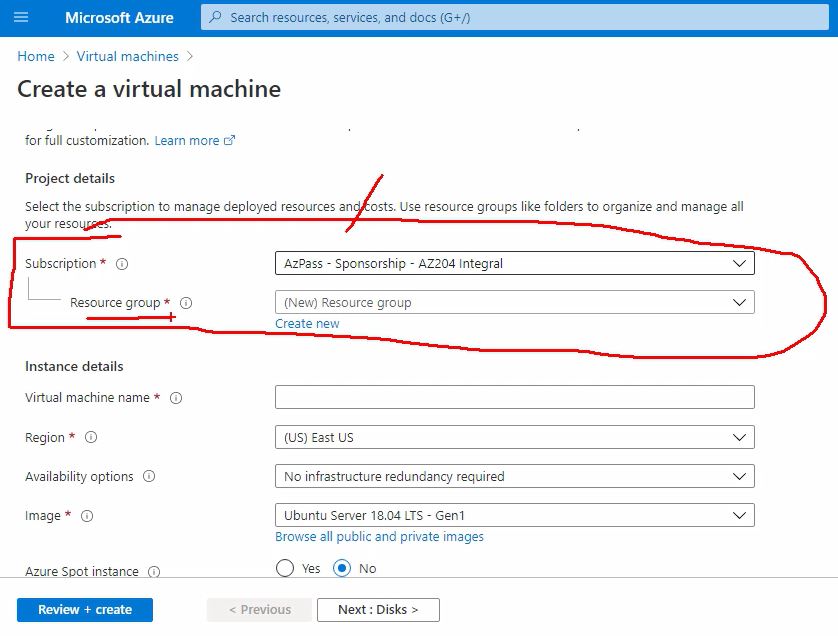 Microsoft Azure
Search resources, services, and docs (G+/)
Home > Virtual machines >
Create a virtual machine
for full customization. Learn more
Project details
Select the subscription to manage deployed resources and costs. Use resource groups like folders to organize and manage all
your resources.
Subscription *
AzPass - Sponsorship - AZ204 Integral
Resource group *
(New) Resource group
Create new
Instance details
Virtual machine name *
Region *
(US) East US
Availability options
No infrastructure redundancy required
Image *
Ubuntu Server 18.04 LTS - Gen1
Browse all public and private images
Azure Spot instance
Yes No
Review + create
< Previous
Next : Disks >